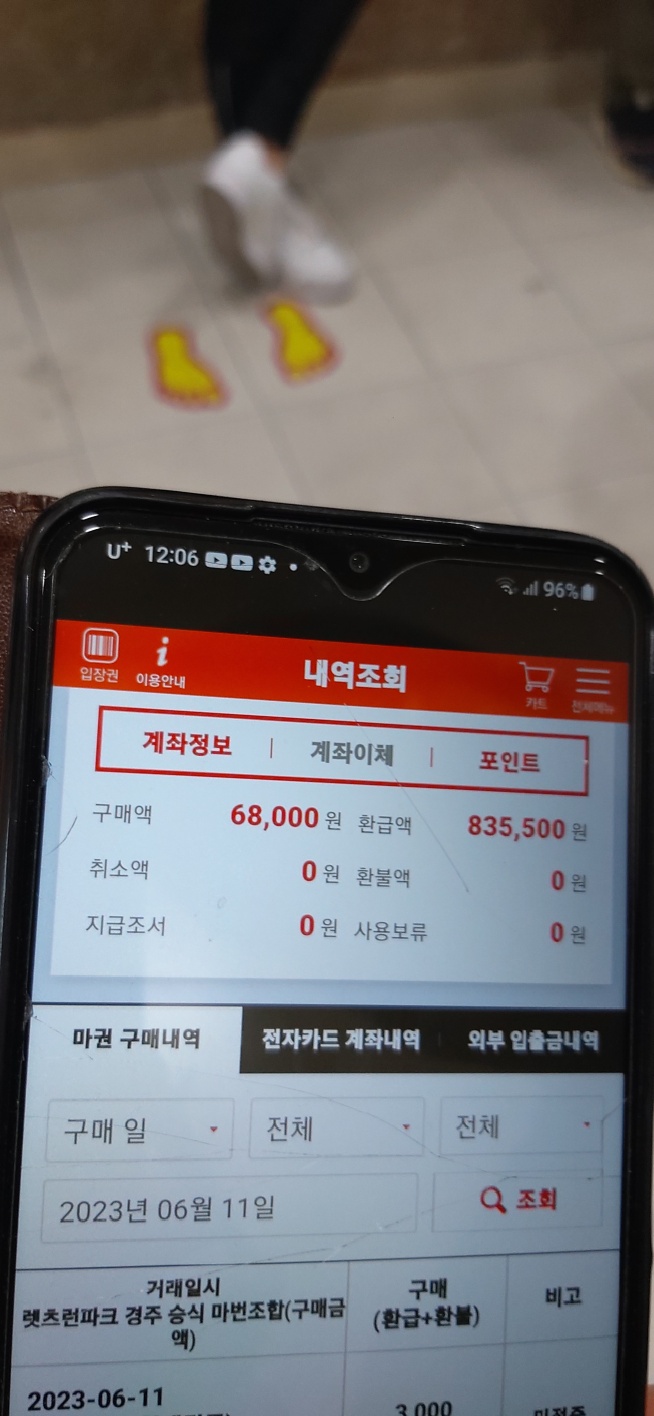 U+ 12:06 96%
입장권 이용안내 내역조회 카트 전체메뉴
계좌정보 | 계좌이체 | 포인트
구매액 68,000 원 환급액 835,500 원
취소액 0 원 환불액 0 원
지급조서 0 원 사용보류 0 원
마권 구매내역 전자카드 계좌내역 외부 입출금내역
구매 일 전체 전체
2023년 06월 11일 조회
거래일시 구매 비고
렛츠런파크 경주 승식 마번조합(구매금 (환급+환불)
액)
2023-06-11 3,000 미적중